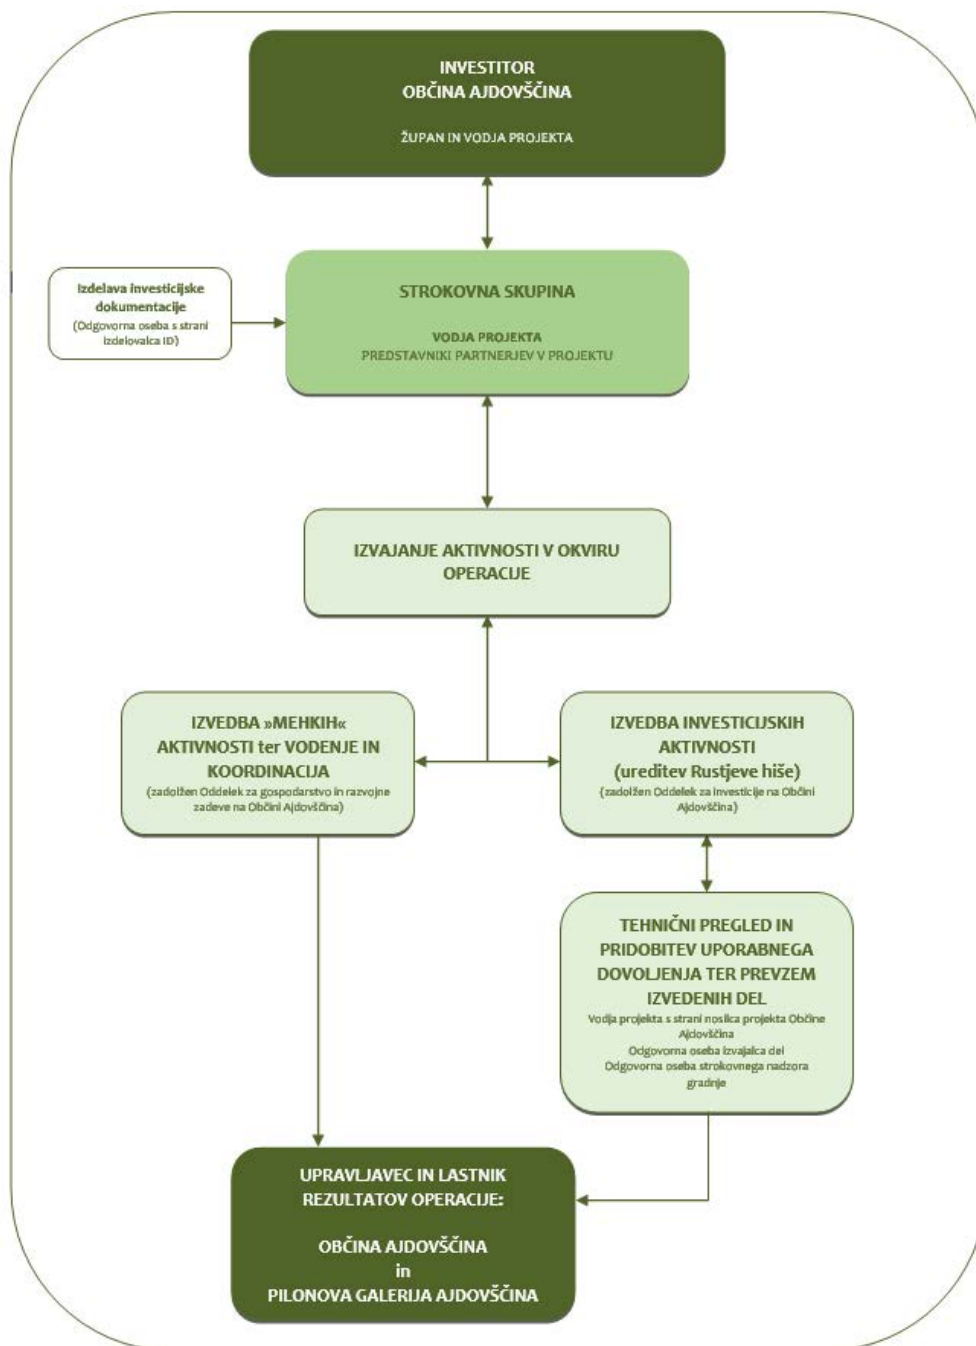 INVESTITOR
OBČINA AJDOVŠČINA
ŽUPAN IN VODJA PROJEKTA
Izdelava investicijske
dokumentacije
(Odgovorna oseba s strani
izdelovalca ID)
STROKOVNA SKUPINA
VODJA PROJEKTA
PREDSTAVNIKI PARTNERJEV V PROJEKTU
IZVAJANJE AKTIVNOSTI V OKVIRU
OPERACIJE
IZVEDBA »MEHKIH«
AKTIVNOSTI ter VODENJE IN
KOORDINACIJA
(zadolžen Oddelek za gospodarstvo in razvojne
zadeve na Občini Ajdovščina)
IZVEDBA INVESTICIJSKIH
AKTIVNOSTI
(ureditev Rustjeve hiše)
(zadolžen Oddelek za investicije na Občini
Ajdovščina)
TEHNIČNI PREGLED IN
PRIDOBITEV UPORABNEGA
DOVOLJENJA TER PREVZEM
IZVEDENIH DEL
Vodja projekta s strani nosilca projekta Občine
Ajdovščina
Odgovorna oseba izvajalca del
Odgovorna oseba strokovnega nadzora
gradnje
UPRAVLJAVEC IN LASTNIK
REZULTATOV OPERACIJE:
OBČINA AJDOVŠČINA
in
PILONOVA GALERIJA AJDOVŠČINA